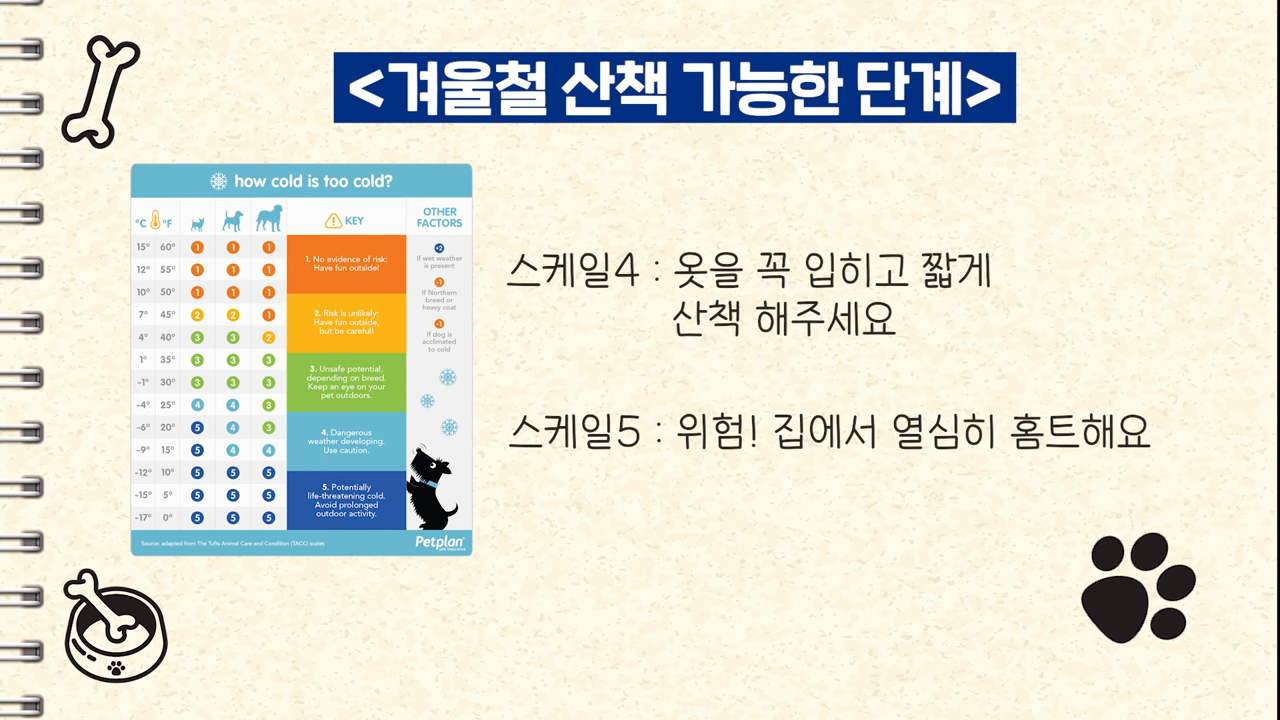 <겨울철 산책 가능한 단계>
how cold is too cold?
°C °F
KEY
OTHER
FACTORS
15° 60° 1 1 1
12° 55° 1 1 1
10° 50° 1 1 1
7° 45° 2 2 1
4° 40° 3 3 2
1° 35° 3 3 3
-1° 30° 3 3 3
-4° 25° 4 4 3
-6° 20° 5 4 3
-9° 15° 5 4 4
-12° 10° 5 5 5
-15° 5° 5 5 5
-17° 0° 5 5 5
1. No evidence of risk:
Have fun outside!
2. Risk is unlikely:
Have fun outside,
but be careful!
3. Unsafe potential,
depending on breed.
Keep an eye on your
pet outdoors.
4. Dangerous
weather developing.
Use caution.
5. Potentially
life-threatening cold.
Avoid prolonged
outdoor activity.
+2
If wet weather
is present
-1
If Northern
breed or
heavy coat
-1
If dog is
acclimated
to cold
Source: adapted from The Tufts Animal Care and Condition (TACC) scales
Petplan®
pet insurance
스케일4 : 옷을 꼭 입히고 짧게
산책 해주세요
스케일5 : 위험! 집에서 열심히 홈트해요